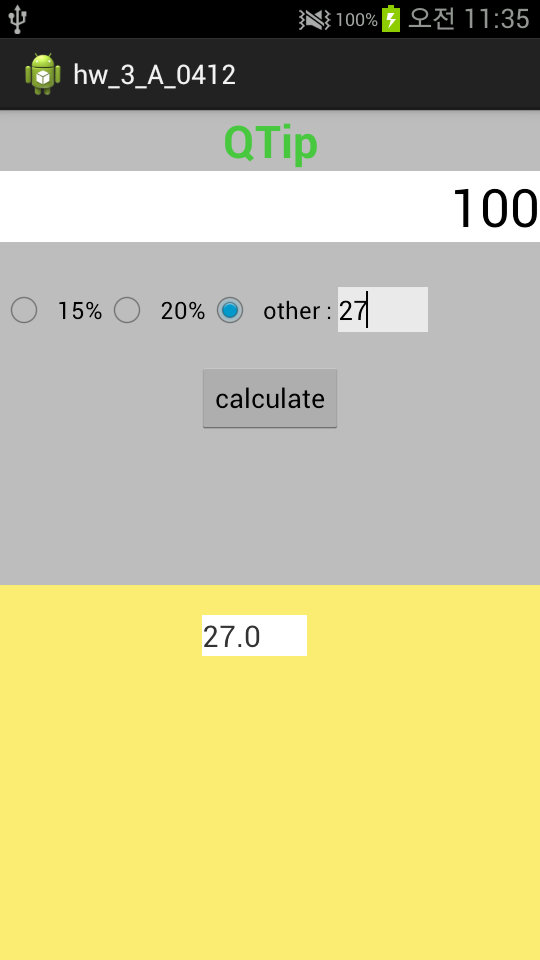 100% 오전 11:35
hw_3_A_0412
QTip
100
15% 20% other : 27
calculate
27.0